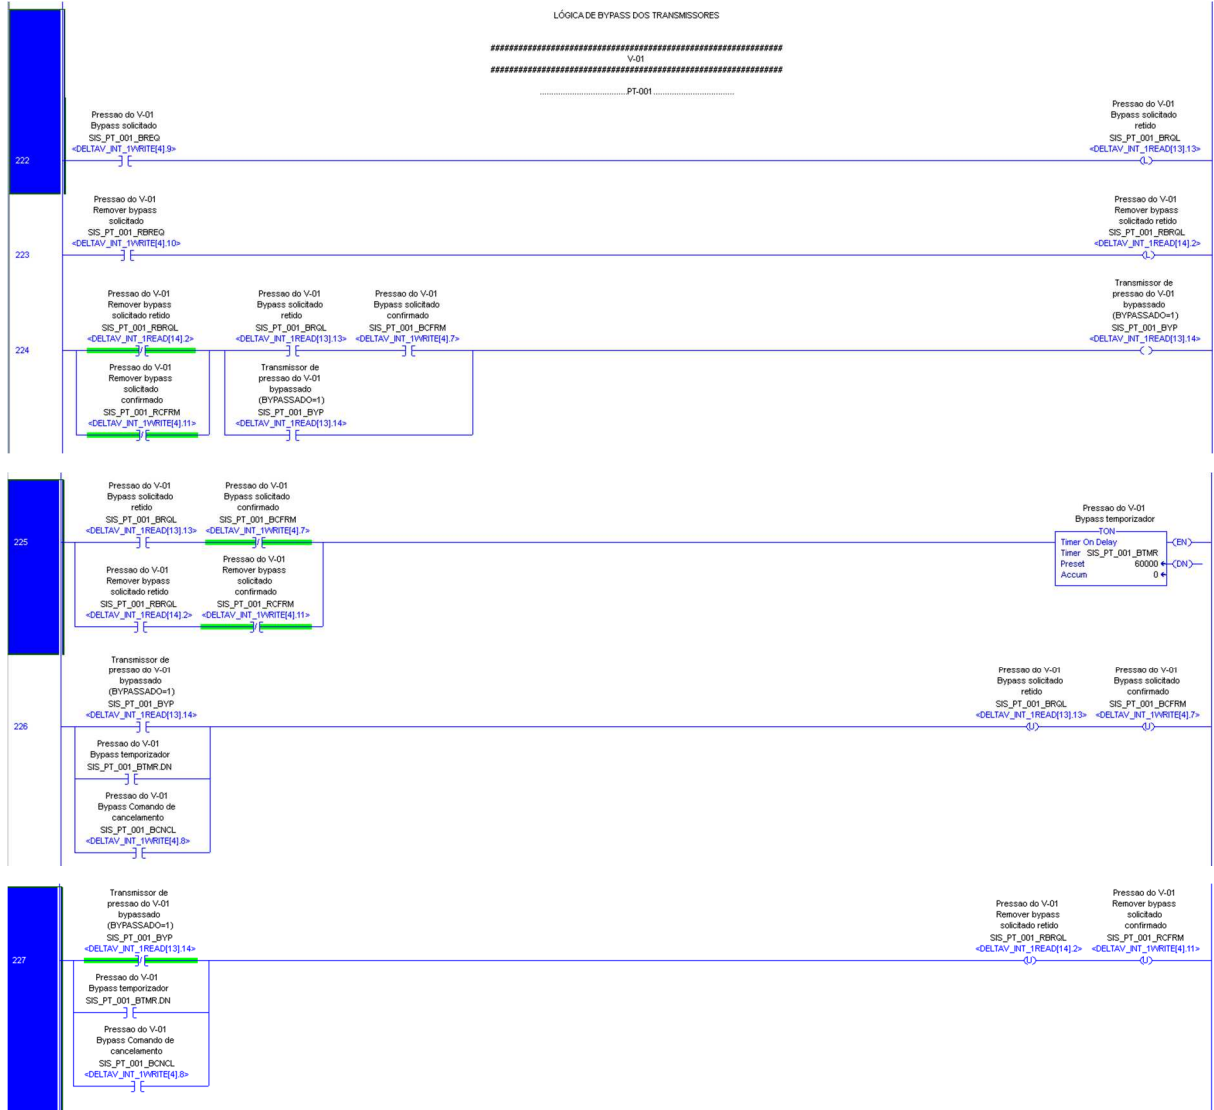 LÓGICA DE BYPASS DOS TRANSMISSORES
##############################################################
V-01
##############################################################
.....................................PT-001..................................
Pressao do V-01
Bypass solicitado
SIS_PT_001_BREQ
<DELTAV_INT_1WRITE[4].9>
Pressao do V-01
Bypass solicitado
retido
SIS_PT_001_BRQL
<DELTAV_INT_1READ[13].13>
222
L
Pressao do V-01
Remover bypass
solicitado
SIS_PT_001_RBREQ
<DELTAV_INT_1WRITE[4].10>
Pressao do V-01
Remover bypass
solicitado retido
SIS_PT_001_RBRQL
<DELTAV_INT_1READ[14].2>
223
L
Pressao do V-01
Remover bypass
solicitado retido
SIS_PT_001_RBRQL
<DELTAV_INT_1READ[14].2>
Pressao do V-01
Bypass solicitado
retido
SIS_PT_001_BRQL
<DELTAV_INT_1READ[13].13>
Pressao do V-01
Bypass solicitado
confirmado
SIS_PT_001_BCFRM
<DELTAV_INT_1WRITE[4].7>
Transmissor de
pressao do V-01
bypassado
(BYPASSADO=1)
SIS_PT_001_BYP
<DELTAV_INT_1READ[13].14>
224
Pressao do V-01
Remover bypass
solicitado
confirmado
SIS_PT_001_RCFRM
<DELTAV_INT_1WRITE[4].11>
Transmissor de
pressao do V-01
bypassado
(BYPASSADO=1)
SIS_PT_001_BYP
<DELTAV_INT_1READ[13].14>
Pressao do V-01
Bypass solicitado
retido
SIS_PT_001_BRQL
<DELTAV_INT_1READ[13].13>
Pressao do V-01
Bypass solicitado
confirmado
SIS_PT_001_BCFRM
<DELTAV_INT_1WRITE[4].7>
Pressao do V-01
Bypass temporizador
225
TON
Timer On Delay
Timer SIS_PT_001_BTMR
Preset 60000
Accum 0
EN
DN
Pressao do V-01
Remover bypass
solicitado retido
SIS_PT_001_RBRQL
<DELTAV_INT_1READ[14].2>
Pressao do V-01
Remover bypass
solicitado
confirmado
SIS_PT_001_RCFRM
<DELTAV_INT_1WRITE[4].11>
Transmissor de
pressao do V-01
bypassado
(BYPASSADO=1)
SIS_PT_001_BYP
<DELTAV_INT_1READ[13].14>
Pressao do V-01
Bypass solicitado
retido
SIS_PT_001_BRQL
<DELTAV_INT_1READ[13].13>
Pressao do V-01
Bypass solicitado
confirmado
SIS_PT_001_BCFRM
<DELTAV_INT_1WRITE[4].7>
226
U
U
Pressao do V-01
Bypass temporizador
SIS_PT_001_BTMR.DN
Pressao do V-01
Bypass Comando de
cancelamento
SIS_PT_001_BCNCL
<DELTAV_INT_1WRITE[4].8>
Transmissor de
pressao do V-01
bypassado
(BYPASSADO=1)
SIS_PT_001_BYP
<DELTAV_INT_1READ[13].14>
Pressao do V-01
Remover bypass
solicitado retido
SIS_PT_001_RBRQL
<DELTAV_INT_1READ[14].2>
Pressao do V-01
Remover bypass
solicitado
confirmado
SIS_PT_001_RCFRM
<DELTAV_INT_1WRITE[4].11>
227
U
U
Pressao do V-01
Bypass temporizador
SIS_PT_001_BTMR.DN
Pressao do V-01
Bypass Comando de
cancelamento
SIS_PT_001_BCNCL
<DELTAV_INT_1WRITE[4].8>